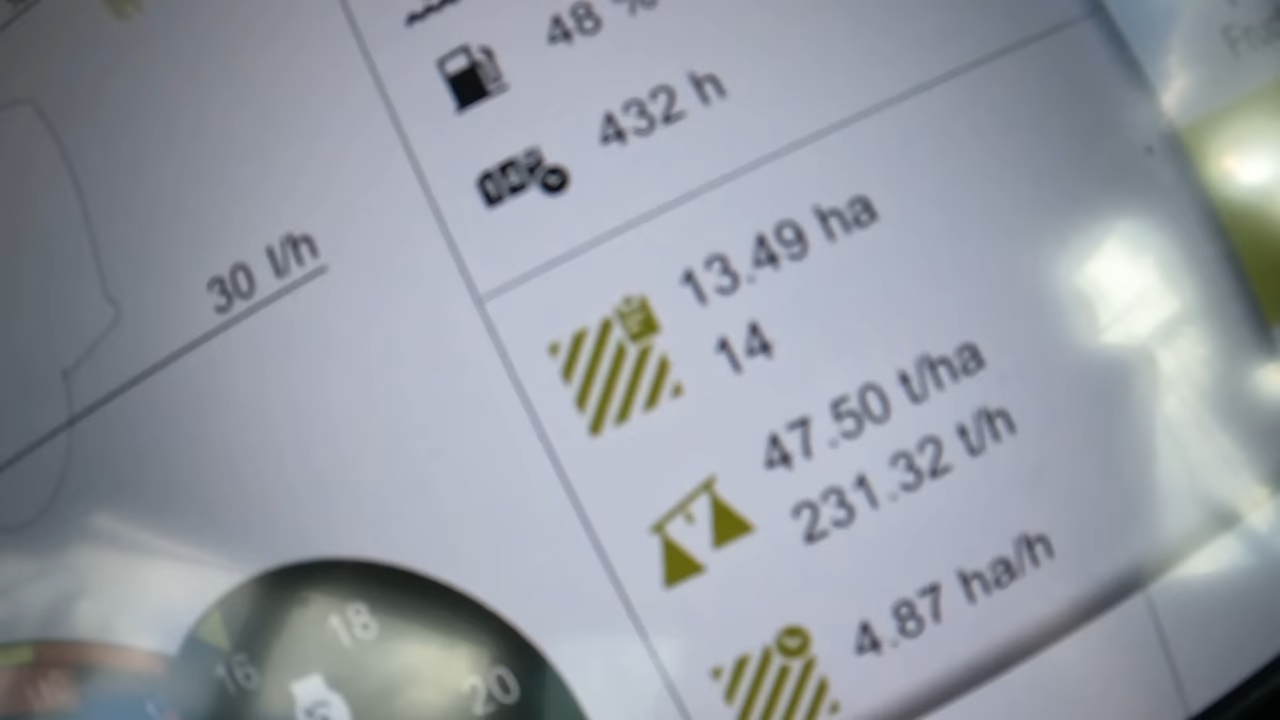 48 %
432 h
30 l/h
13.49 ha
14
47.50 t/ha
231.32 t/h
4.87 ha/h
18
16
20